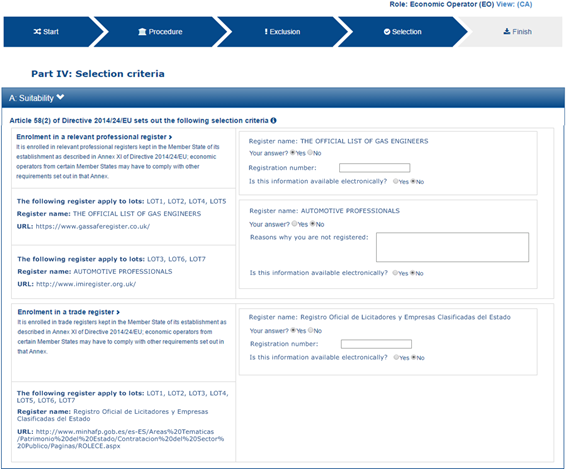 Role: Economic Operator (EO) View: (CA)
Start
Procedure
Exclusion
Selection
Finish
Part IV: Selection criteria
A: Suitability
Article 58(2) of Directive 2014/24/EU sets out the following selection criteria
Enrolment in a relevant professional register
It is enrolled in relevant professional registers kept in the Member State of its
establishment as described in Annex XI of Directive 2014/24/EU, economic
operators from certain Member States may have to comply with other
requirements set out in that Annex.
The following register apply to lots: LOT1, LOT2, LOT4, LOT5
Register name: THE OFFICIAL LIST OF GAS ENGINEERS
URL: https://www.gassaferegister.co.uk/
The following register apply to lots: LOT3, LOT6, LOT7
Register name: AUTOMOTIVE PROFESSIONALS
URL: http://www.imiregister.org.uk/
Register name: THE OFFICIAL LIST OF GAS ENGINEERS
Your answer? Yes No
Registration number:
Is this information available electronically? Yes No
Register name: AUTOMOTIVE PROFESSIONALS
Your answer? Yes No
Reasons why you are not registered:
Is this information available electronically? Yes No
Enrolment in a trade register
It is enrolled in trade registers kept in the Member State of its establishment as
described in Annex XI of Directive 2014/24/EU, economic operators from
certain Member States may have to comply with other requirements set out in
that Annex.
The following register apply to lots: LOT1, LOT2, LOT3, LOT4,
LOT5, LOT6, LOT7
Register name: Registro Oficial de Licitadores y Empresas
Clasificadas del Estado
URL: http://www.minhafp.gob.es/es-ES/Areas%20Tematicas
/Patrimonio%20del%20Estado/Contratacion%20del%20Sector%
20Publico/Paginas/ROLECE.aspx
Register name: Registro Oficial de Licitadores y Empresas Clasificadas del Estado
Your answer? Yes No
Registration number:
Is this information available electronically? Yes No